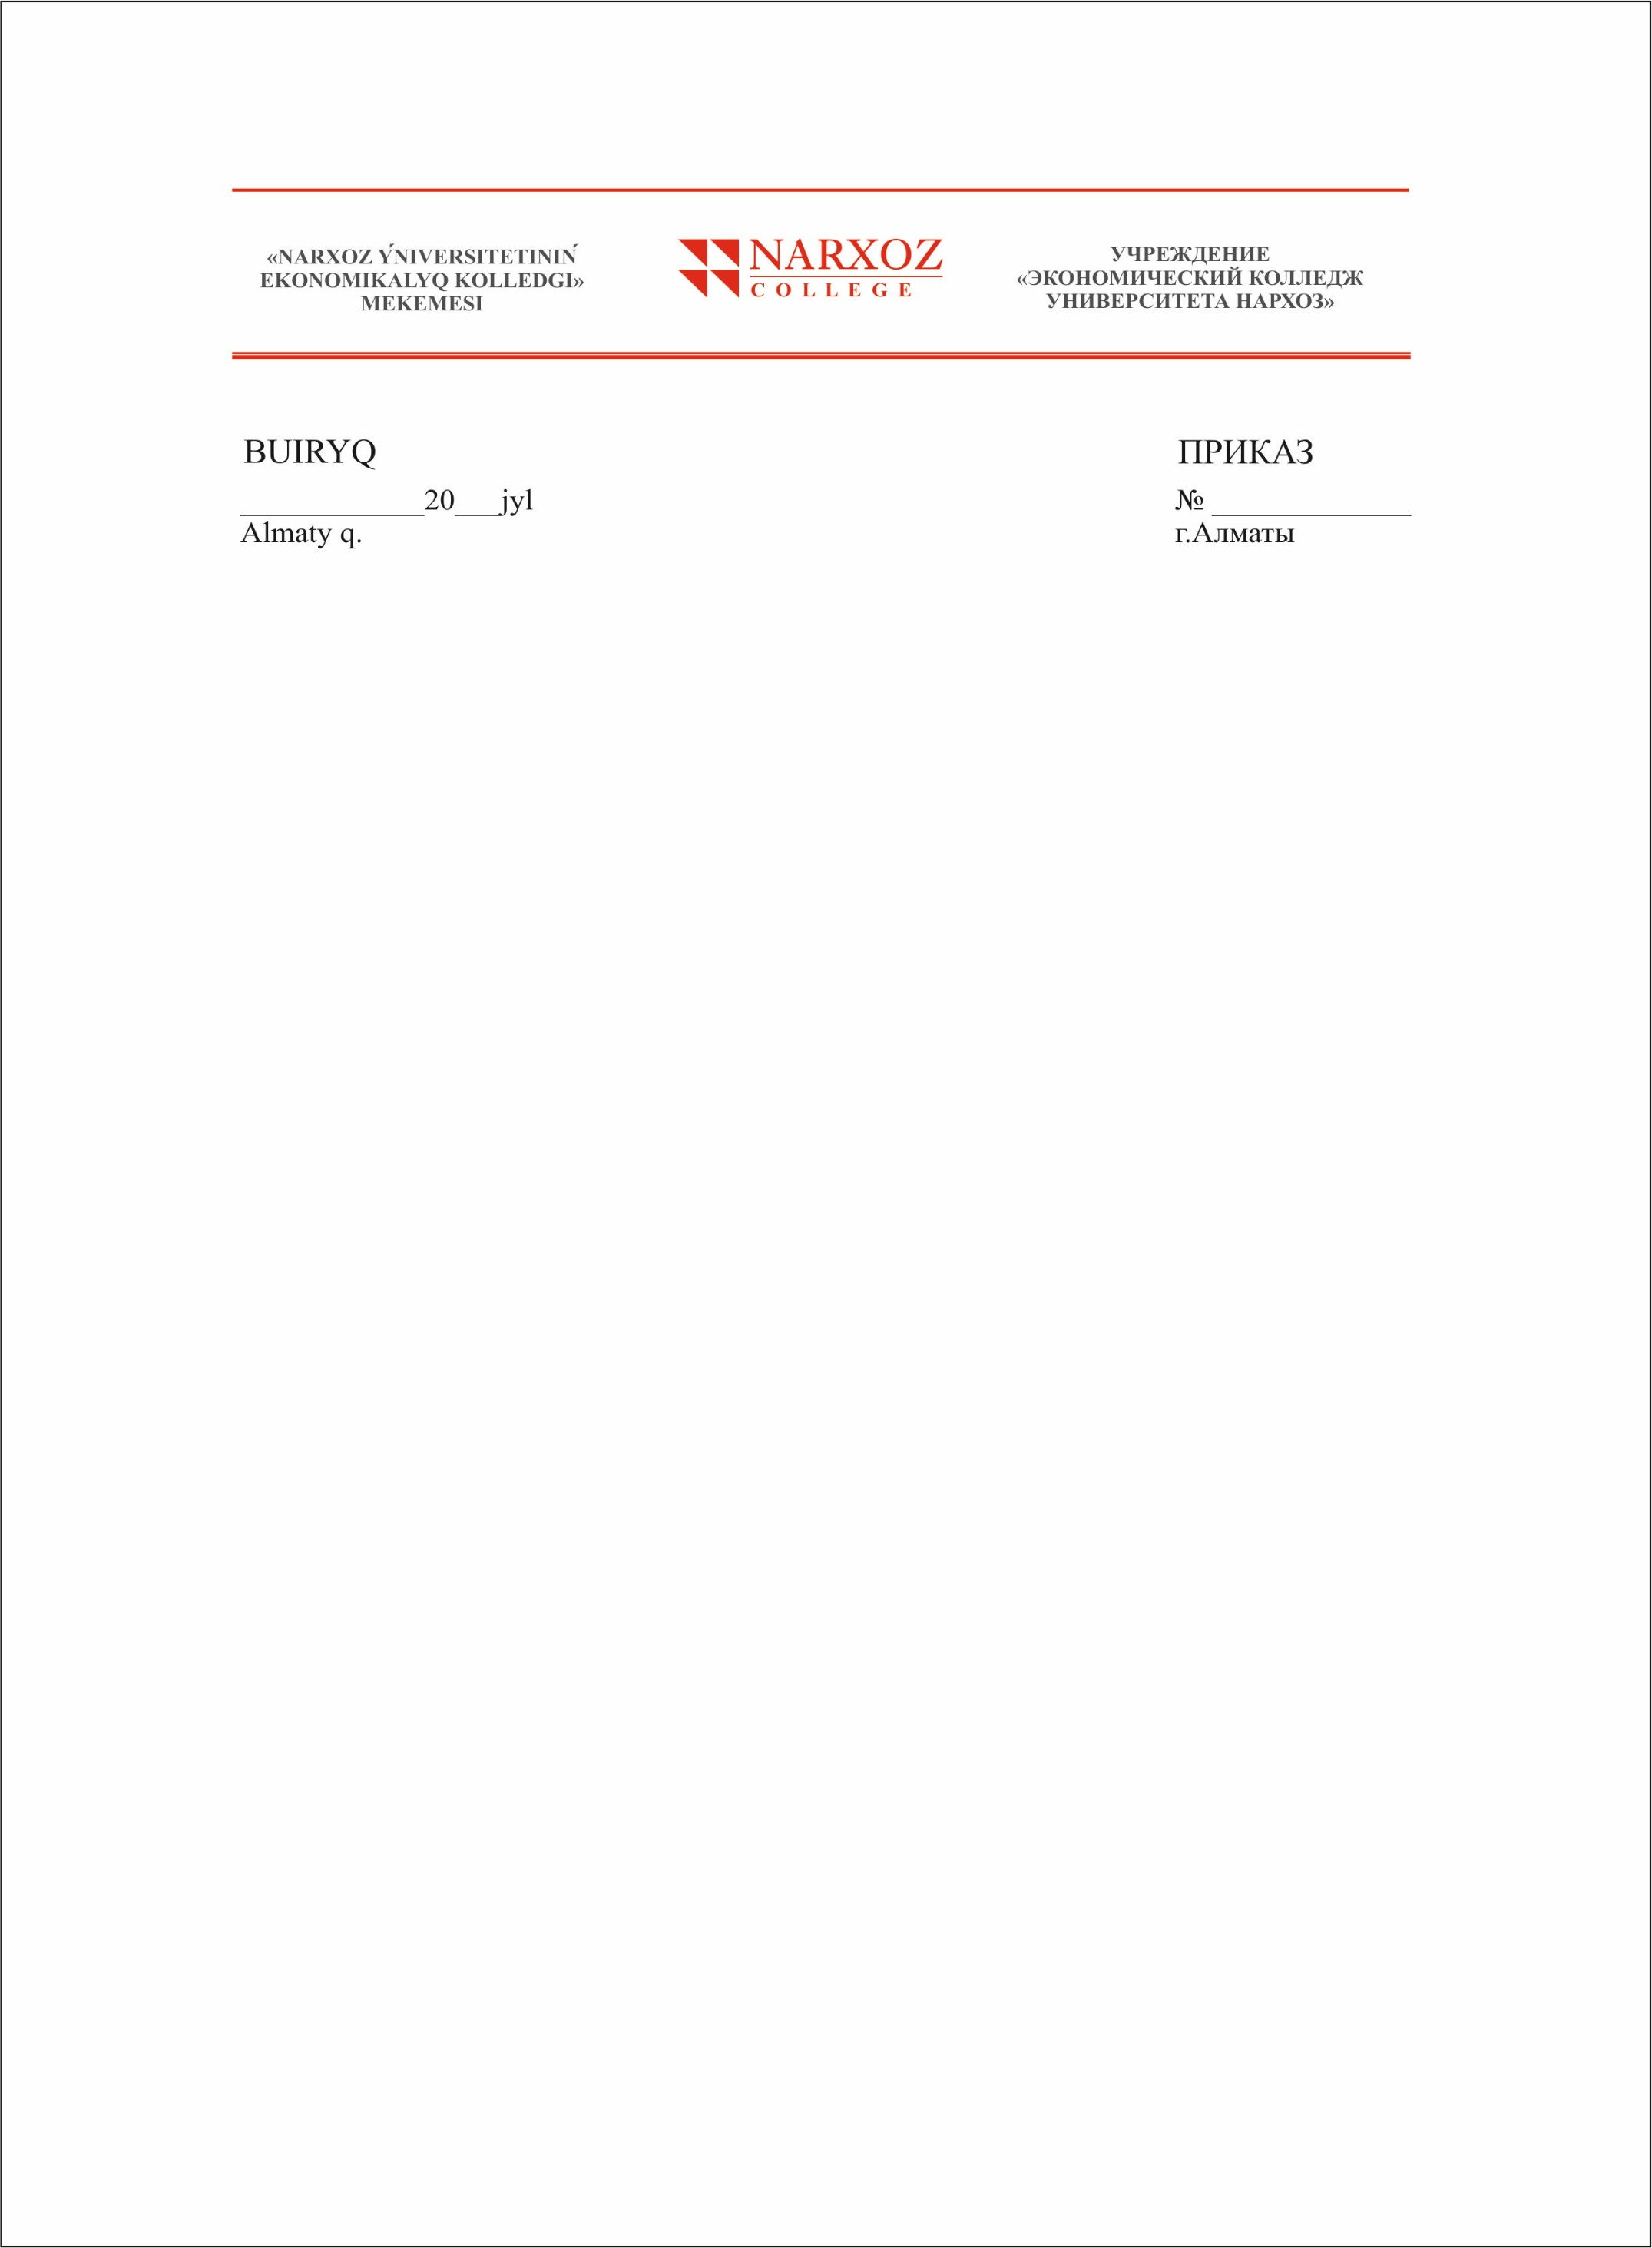 «NARXOZ ÝNIVERSITETINIŃ
EKONOMIKALYQ KOLLEDGI»
MEKEMESI
NARXOZ
COLLEGE
УЧРЕЖДЕНИЕ
«ЭКОНОМИЧЕСКИЙ КОЛЛЕДЖ
УНИВЕРСИТЕТА НАРХОЗ»
BUIRYQ
____________20___jyl
Almaty q.
ПРИКАЗ
№ _____________
г.Алматы